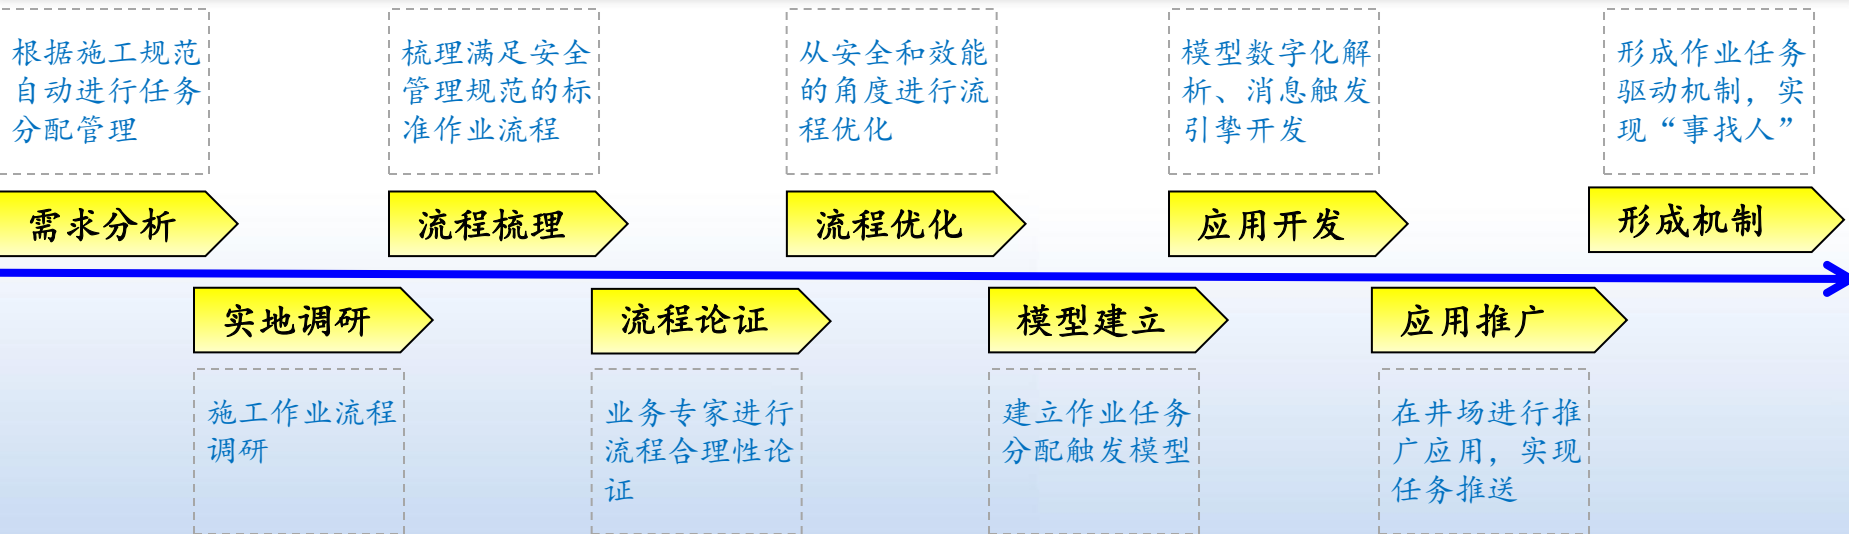 根据施工规范
自动进行任务
分配管理
梳理满足安全
管理规范的标
准作业流程
从安全和效能
的角度进行流
程优化
模型数字化解
析、消息触发
引擎开发
形成作业任务
驱动机制，实
现“事找人”
需求分析
流程梳理
流程优化
应用开发
形成机制
实地调研
流程论证
模型建立
应用推广
施工作业流程
调研
业务专家进行
流程合理性论
证
建立作业任务
分配触发模型
在井场进行推
广应用，实现
任务推送